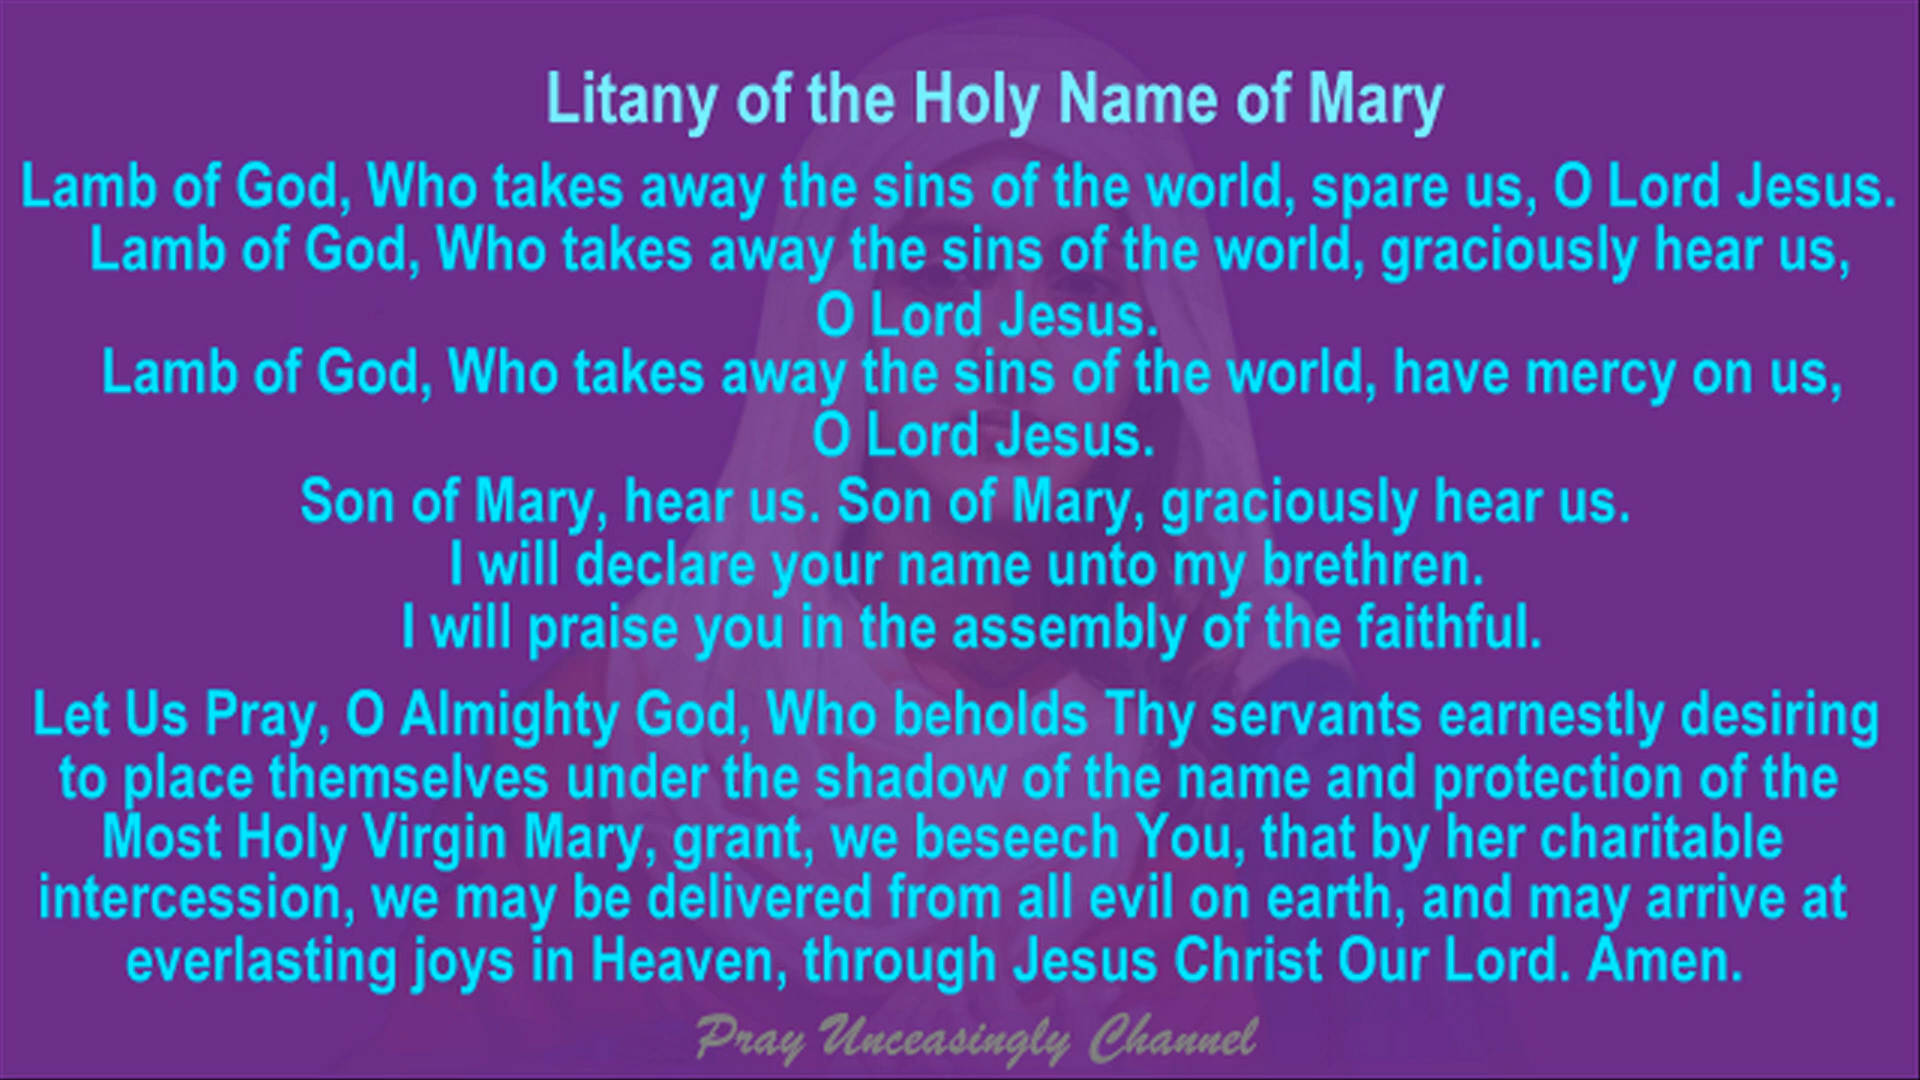 Litany of the Holy Name of Mary
Lamb of God, Who takes away the sins of the world, spare us, O Lord Jesus.
Lamb of God, Who takes away the sins of the world, graciously hear us,
O Lord Jesus.
Lamb of God, Who takes away the sins of the world, have mercy on us,
O Lord Jesus.
Son of Mary, hear us. Son of Mary, graciously hear us.
I will declare your name unto my brethren.
I will praise you in the assembly of the faithful.
Let Us Pray, O Almighty God, Who beholds Thy servants earnestly desiring
to place themselves under the shadow of the name and protection of the
Most Holy Virgin Mary, grant, we beseech You, that by her charitable
intercession, we may be delivered from all evil on earth, and may arrive at
everlasting joys in Heaven, through Jesus Christ Our Lord. Amen.
Pray Unceasingly Channel